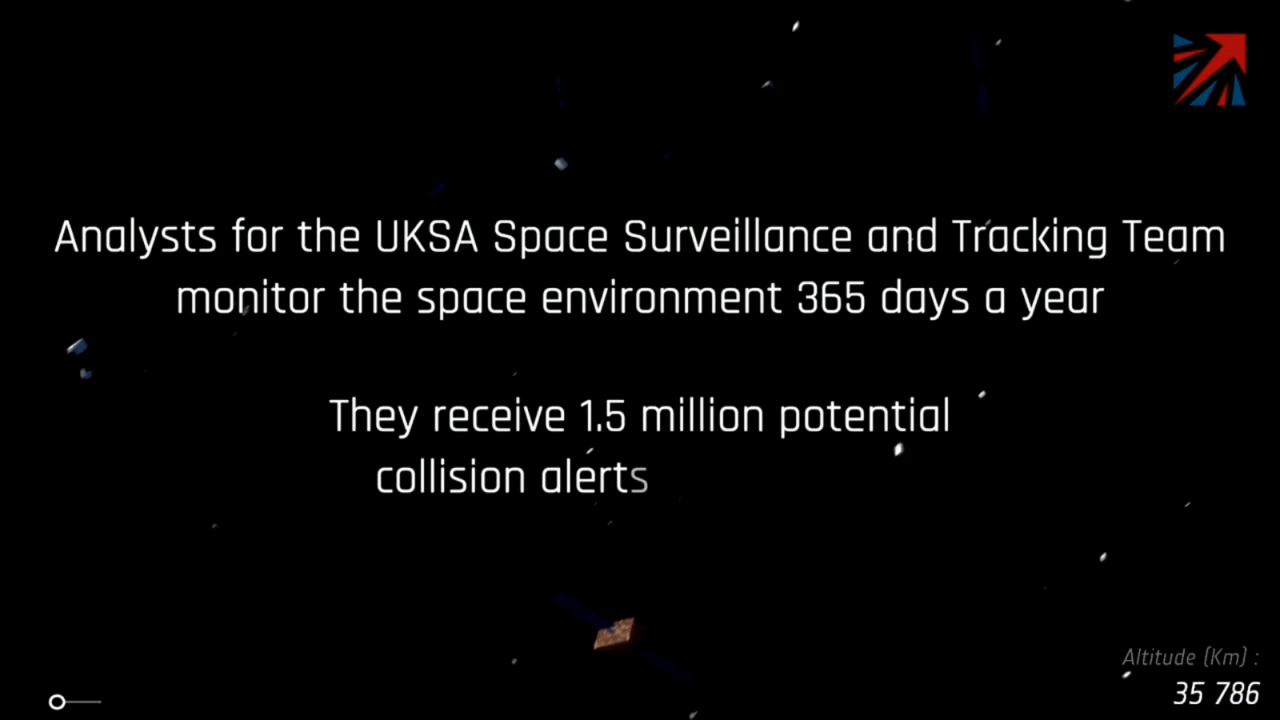 Analysts for the UKSA Space Surveillance and Tracking Team
monitor the space environment 365 days a year
They receive 1.5 million potential
collision alerts
Altitude (Km) :
35 786